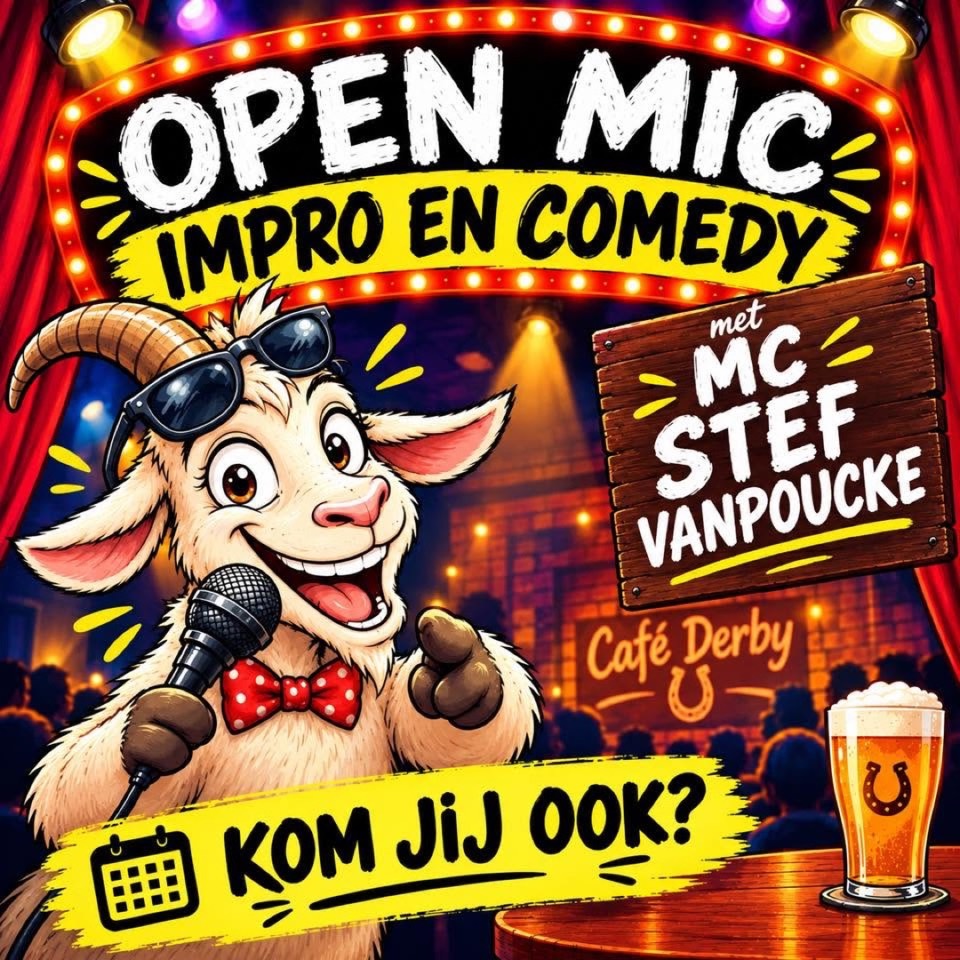 OPEN MIC
IMPRO EN COMEDY
met
MC
STEF
VANPOUCKE
Café Derby
KOM JIJ OOK?